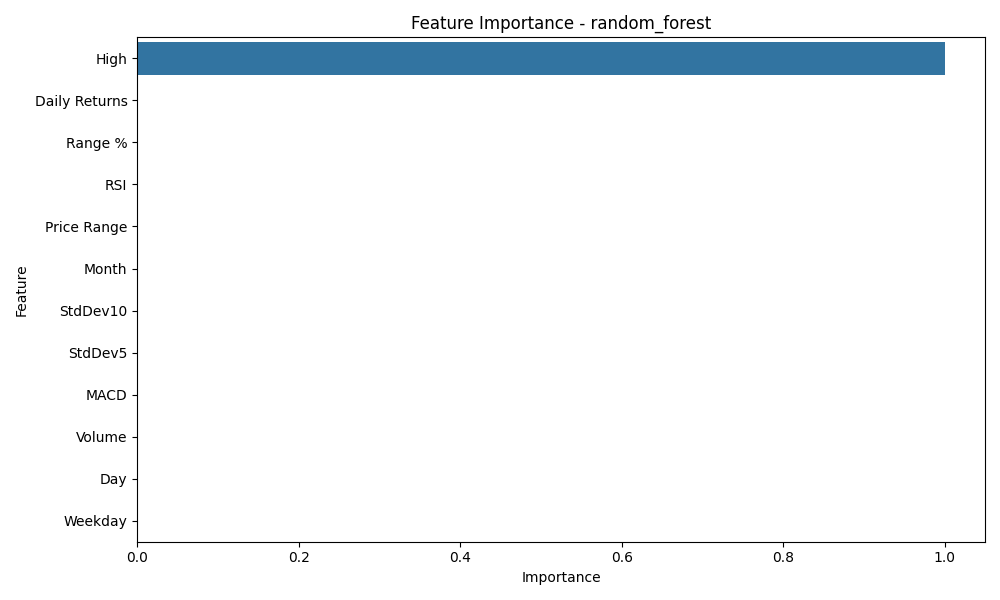 Feature Importance - random_forest
High
Daily Returns
Range %
RSI
Price Range
Month
StdDev10
StdDev5
MACD
Volume
Day
Weekday
Feature
0.0 0.2 0.4 0.6 0.8 1.0
Importance